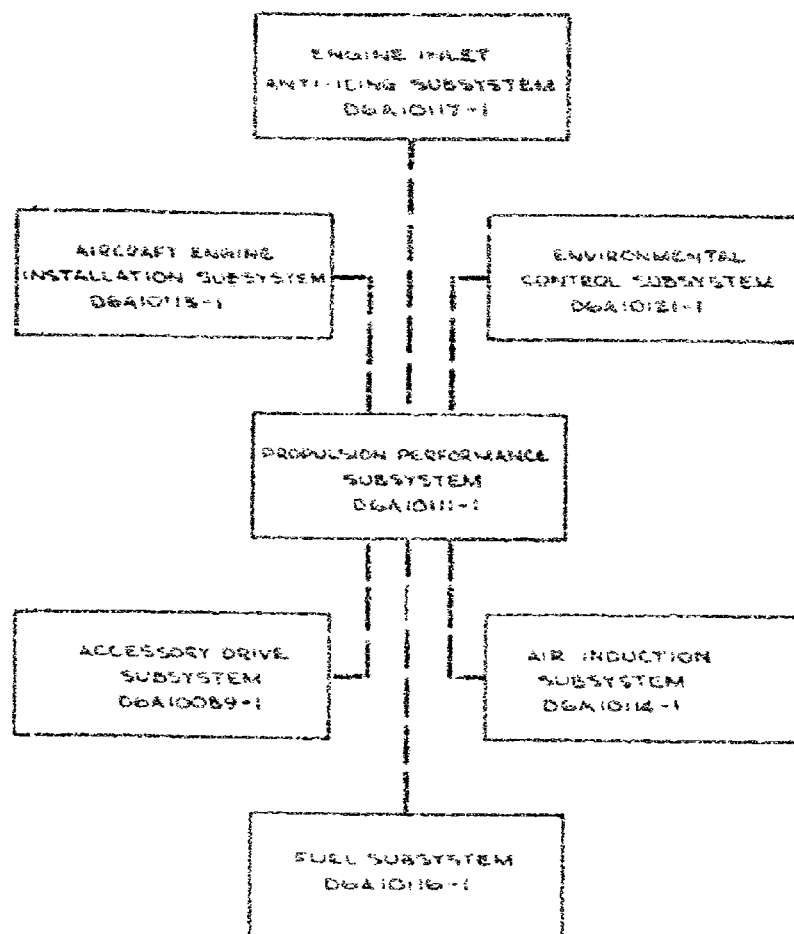 ENGINE INLET
ANTI-ICING SUBSYSTEM
D6A10117-1
AIRCRAFT ENGINE
INSTALLATION SUBSYSTEM
D6A10113-1
ENVIRONMENTAL
CONTROL SUBSYSTEM
D6A10121-1
PROPULSION PERFORMANCE
SUBSYSTEM
D6A10111-1
ACCESSORY DRIVE
SUBSYSTEM
D6A10089-1
AIR INDUCTION
SUBSYSTEM
D6A10114-1
FUEL SUBSYSTEM
D6A10116-1